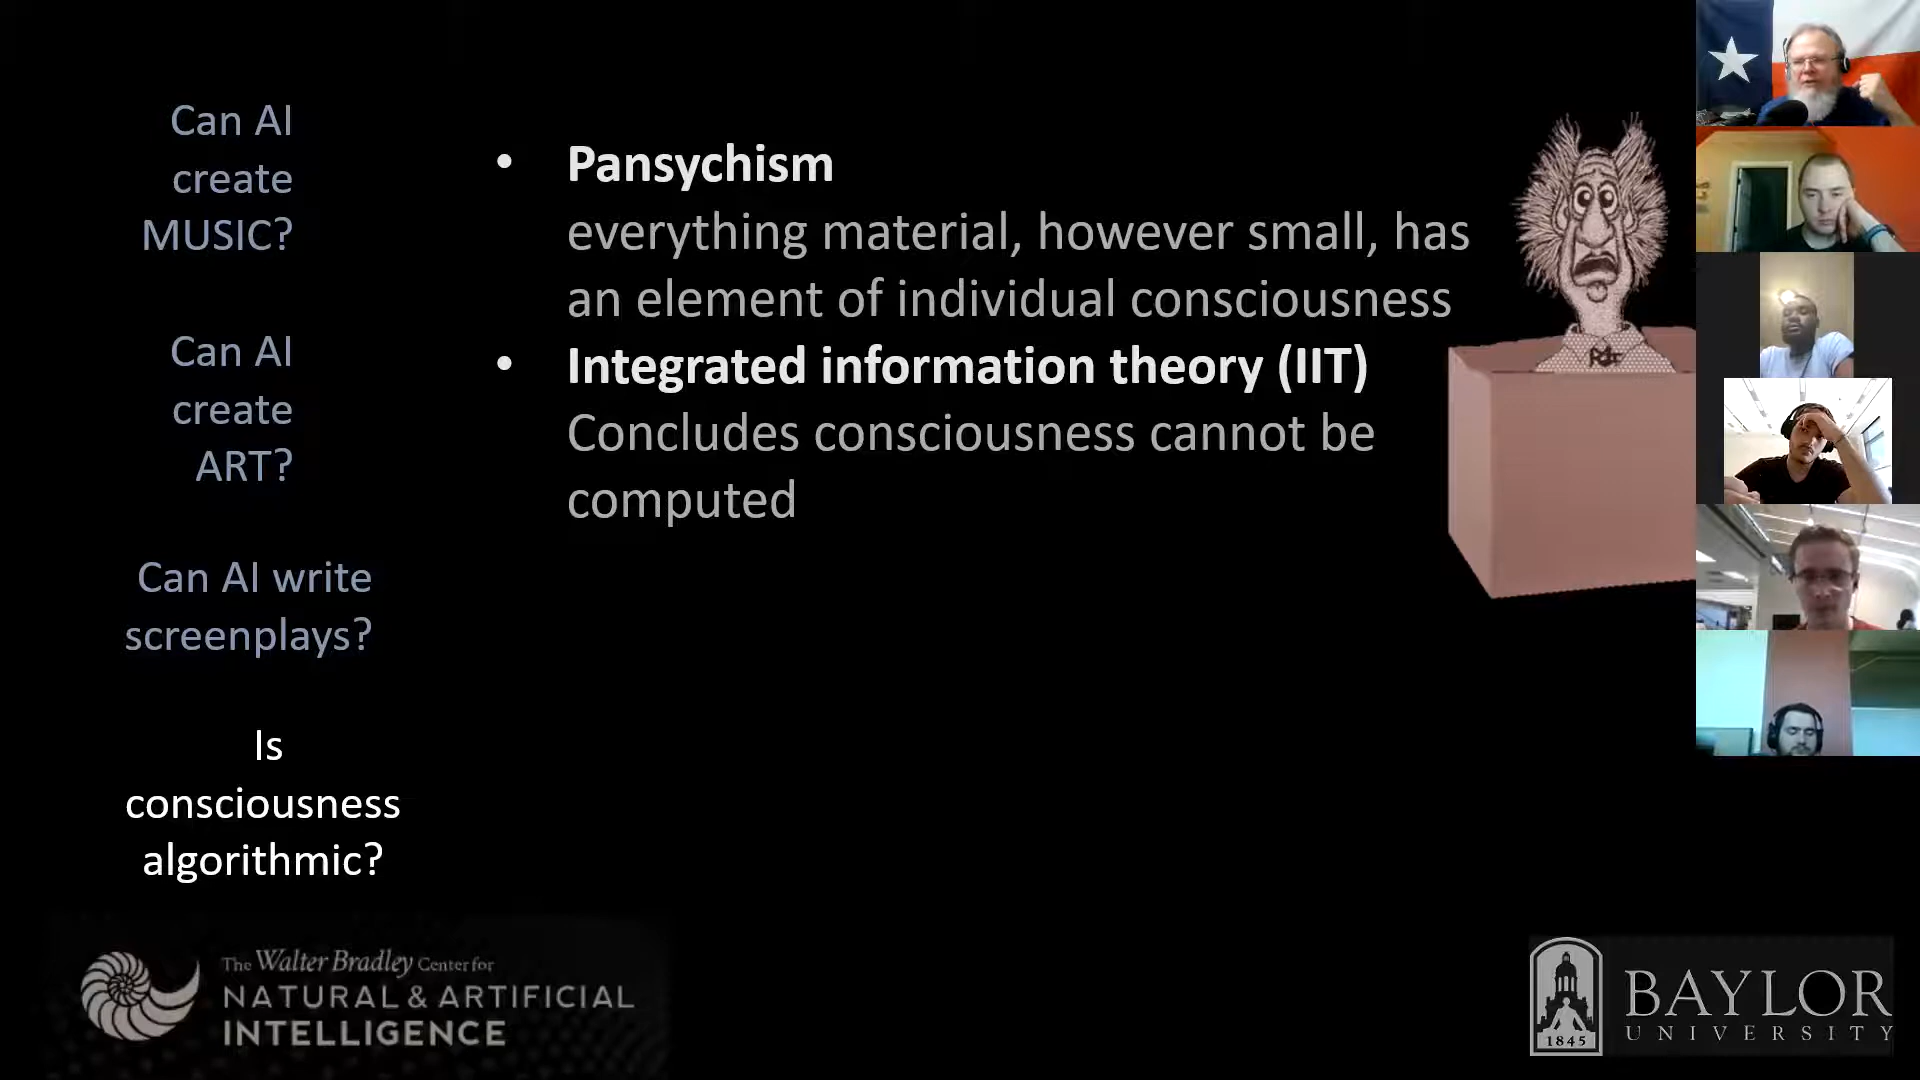 Can AI
create
MUSIC?
Can AI
create
ART?
Can AI write
screenplays?
Is
consciousness
algorithmic?
• Pansychism
everything material, however small, has
an element of individual consciousness
• Integrated information theory (IIT)
Concludes consciousness cannot be
computed
The Walter Bradley Center for
NATURAL & ARTIFICIAL
INTELLIGENCE
1845
BAYLOR
UNIVERSITY